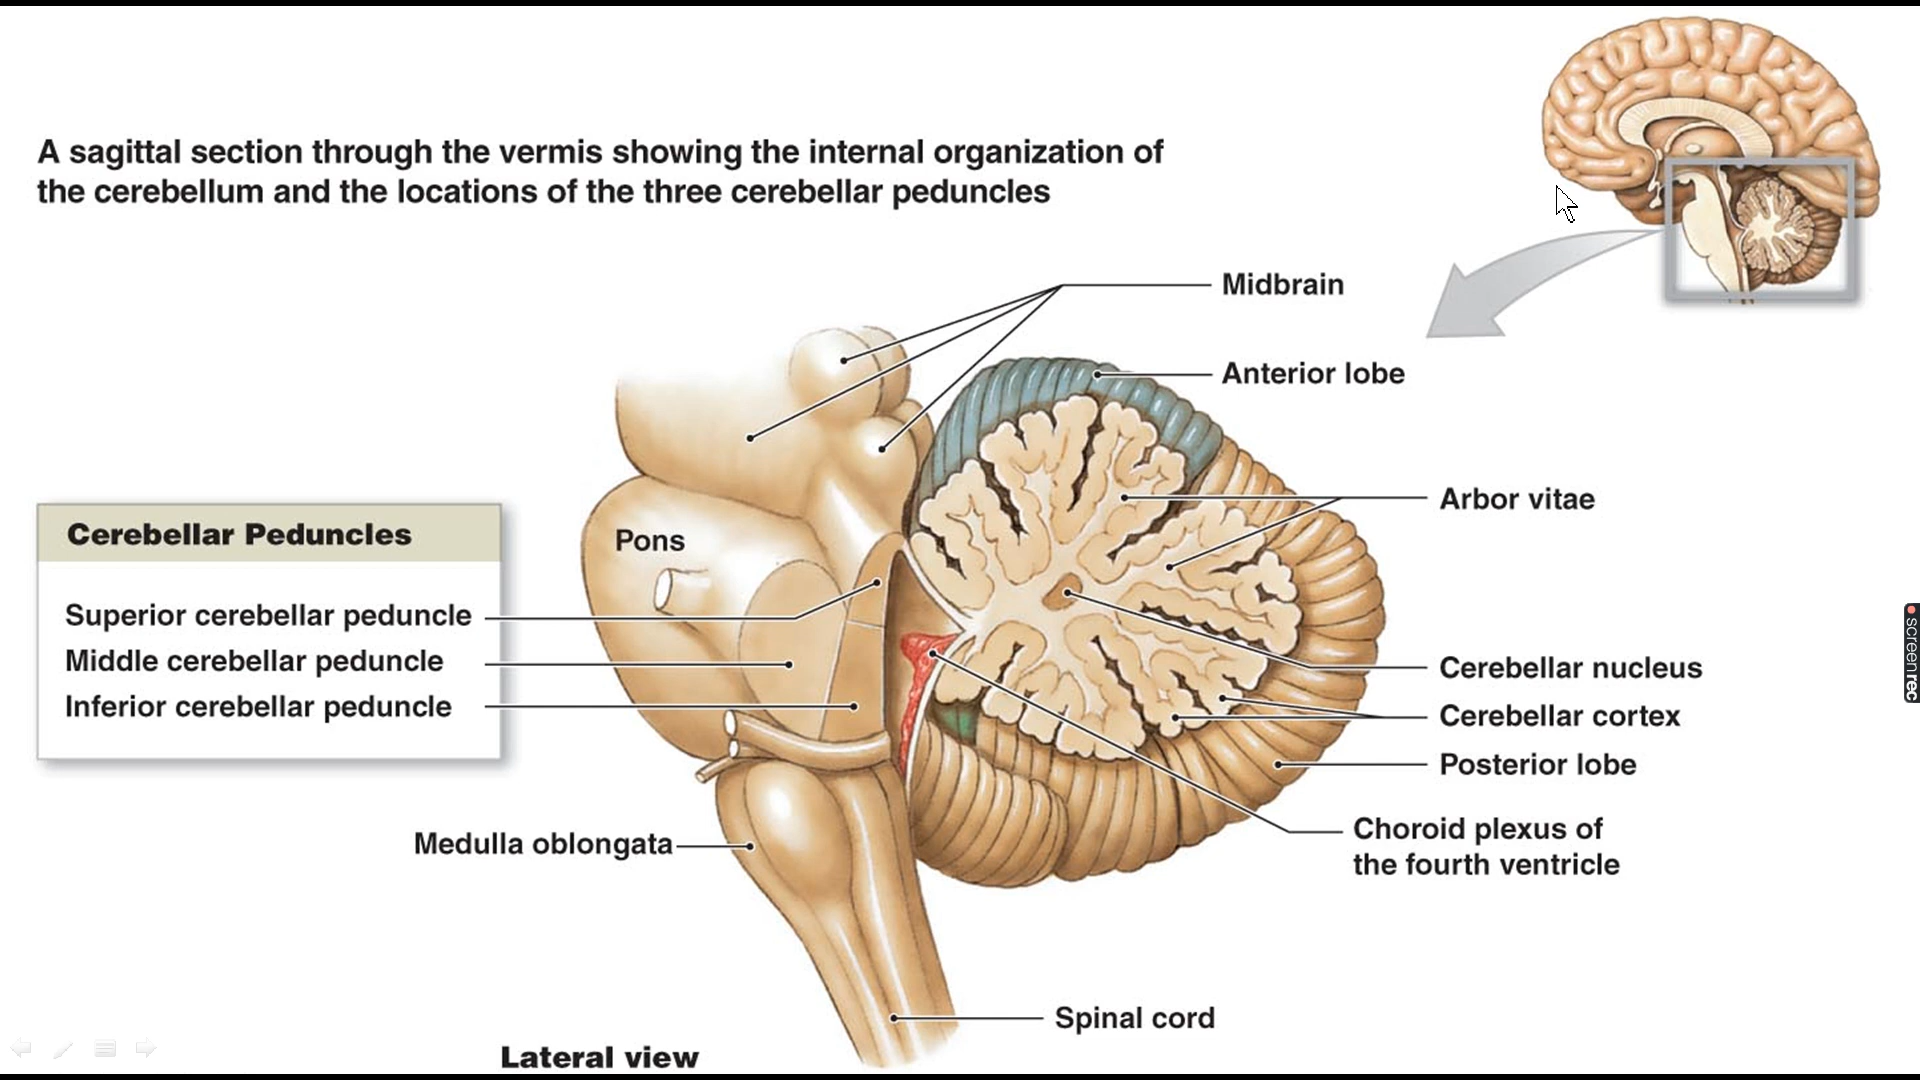 A sagittal section through the vermis showing the internal organization of
the cerebellum and the locations of the three cerebellar peduncles
Midbrain
Anterior lobe
Arbor vitae
Cerebellar Peduncles
Pons
Superior cerebellar peduncle
Middle cerebellar peduncle
Inferior cerebellar peduncle
Cerebellar nucleus
Cerebellar cortex
Posterior lobe
Choroid plexus of
the fourth ventricle
Medulla oblongata
Spinal cord
Lateral view
screenrec